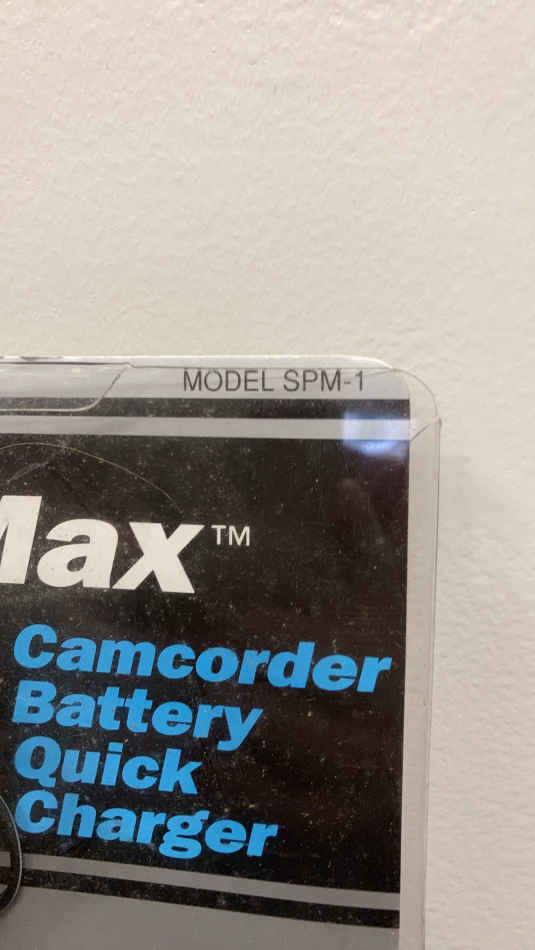 MODEL SPM-1
Max™
Camcorder
Battery
Quick
Charger